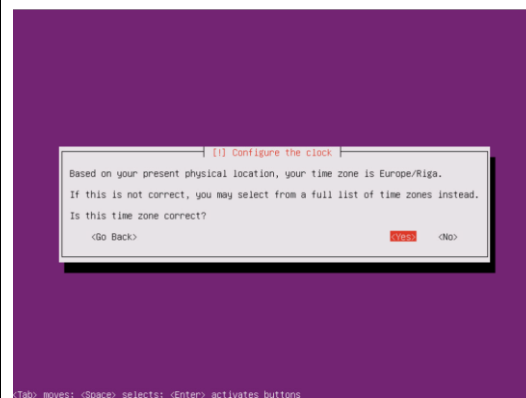 [!] Configure the clock
Based on your present physical location, your time zone is Europe/Riga.
If this is not correct, you may select from a full list of time zones instead.
Is this time zone correct?
<Go Back> <Yes> <No>
<Tab> moves; <Space> selects; <Enter> activates buttons